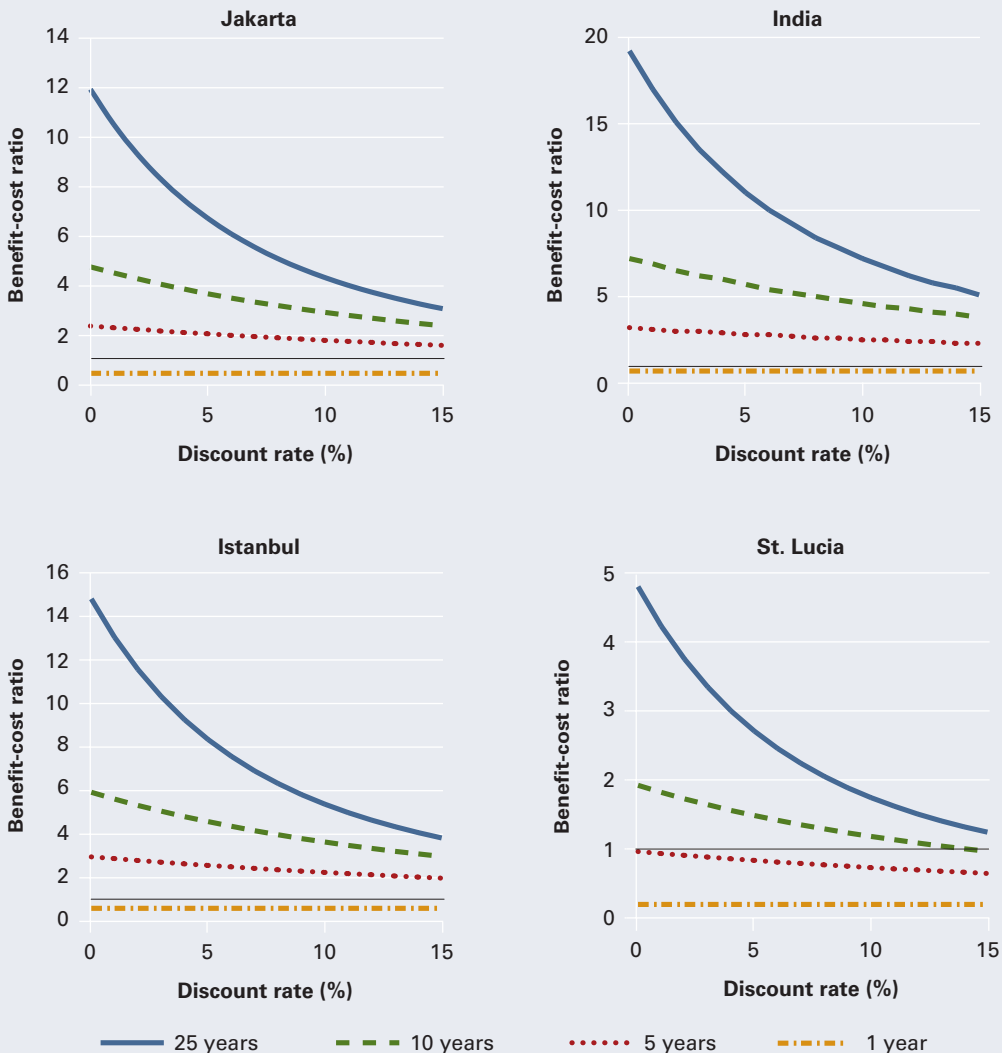 Jakarta
14
12
10
8
6
4
2
0
Benefit-cost ratio
0 5 10 15
Discount rate (%)
India
20
15
10
5
0
Benefit-cost ratio
0 5 10 15
Discount rate (%)
Istanbul
16
14
12
10
8
6
4
2
0
Benefit-cost ratio
0 5 10 15
Discount rate (%)
St. Lucia
5
4
3
2
1
0
Benefit-cost ratio
0 5 10 15
Discount rate (%)
25 years 10 years 5 years 1 year